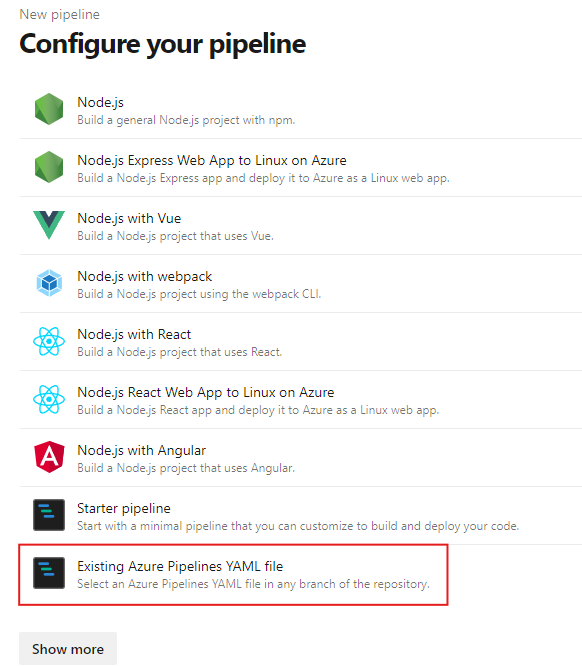 New pipeline
Configure your pipeline
Node.js
Build a general Node.js project with npm.
Node.js Express Web App to Linux on Azure
Build a Node.js Express app and deploy it to Azure as a Linux web app.
Node.js with Vue
Build a Node.js project that uses Vue.
Node.js with webpack
Build a Node.js project using the webpack CLI.
Node.js with React
Build a Node.js project that uses React.
Node.js React Web App to Linux on Azure
Build a Node.js React app and deploy it to Azure as a Linux web app.
Node.js with Angular
Build a Node.js project that uses Angular.
Starter pipeline
Start with a minimal pipeline that you can customize to build and deploy your code.
Existing Azure Pipelines YAML file
Select an Azure Pipelines YAML file in any branch of the repository.
Show more